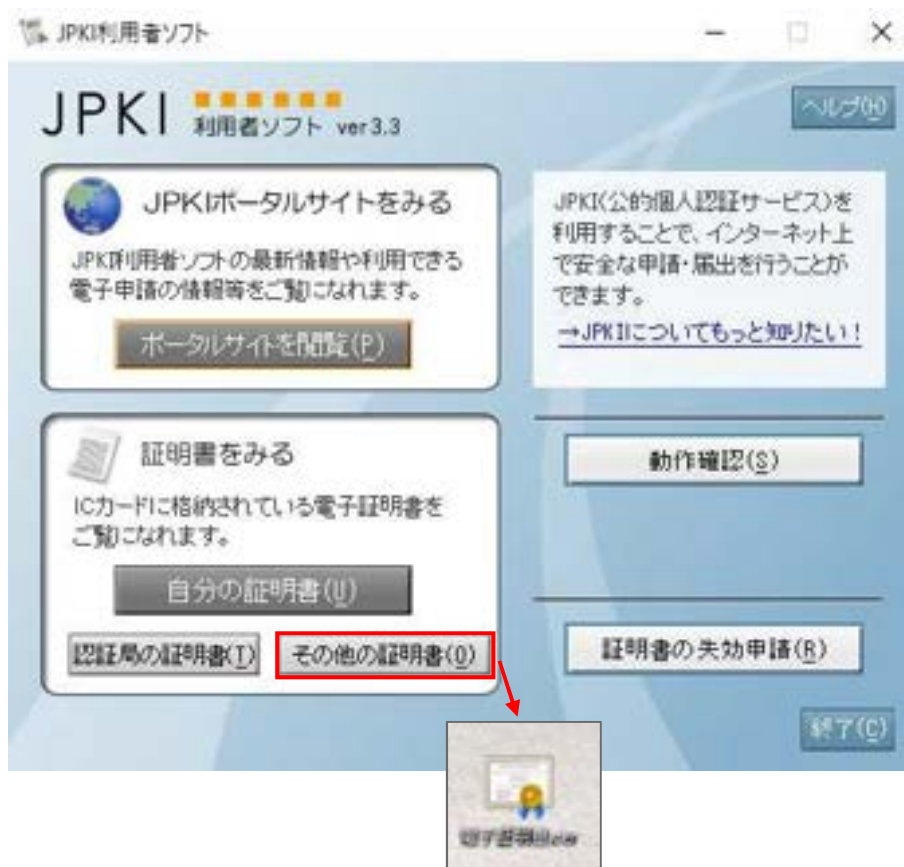 JPKI利用者ソフト
JPKI
利用者ソフト ver3.3
ヘルプ(H)
JPKIポータルサイトをみる
JPKI利用者ソフトの最新情報や利用できる
電子申請の情報等をご覧になれます。
ポータルサイトを閲覧(P)
JPKI(公的個人認証サービス)を
利用することで、インターネット上
で安全な申請・届出を行うことが
できます。
→JPKIについてもっと知りたい!
証明書をみる
ICカードに格納されている電子証明書を
ご覧になれます。
自分の証明書(U)
認証局の証明書(T)
その他の証明書(O)
動作確認(S)
証明書の失効申請(R)
終了(C)